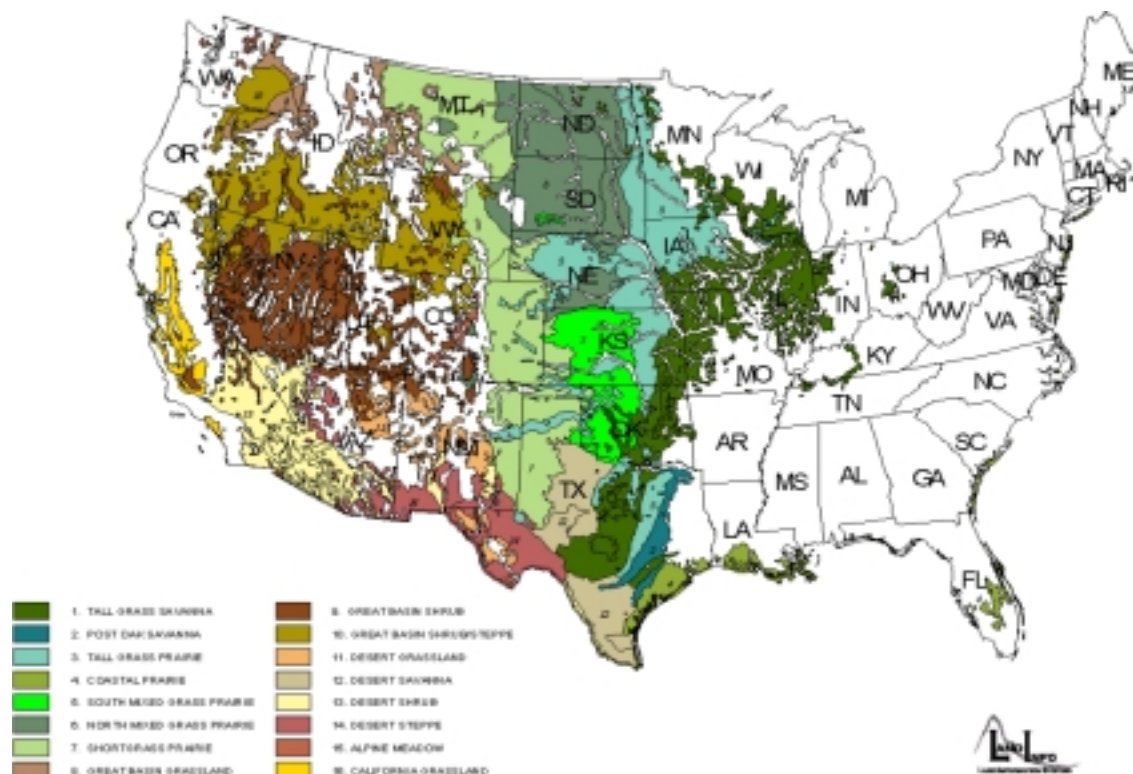 WA
MT
ND
MN
ME
OR
ID
SD
WI
MI
NY
VT
NH
MA
RI
CT
CA
WY
IA
NE
PA
NJ
OH
MD
DE
IN
WV
VA
CO
KS
MO
KY
NC
TN
AZ
NM
OK
AR
SC
TX
MS
AL
GA
LA
FL
1. TALL GRASS SAVANNA
2. POST OAK SAVANNA
3. TALL GRASS PRAIRIE
4. COASTAL PRAIRIE
5. SOUTH MIXED GRASS PRAIRIE
6. NORTH MIXED GRASS PRAIRIE
7. SHORTGRASS PRAIRIE
8. GREAT BASIN GRASSLAND
9. GREAT BASIN SHRUB
10. GREAT BASIN SHRUB/STEPPE
11. DESERT GRASSLAND
12. DESERT SAVANNA
13. DESERT SHRUB
14. DESERT STEPPE
15. ALPINE MEADOW
16. CALIFORNIA GRASSLAND
LAND INFO